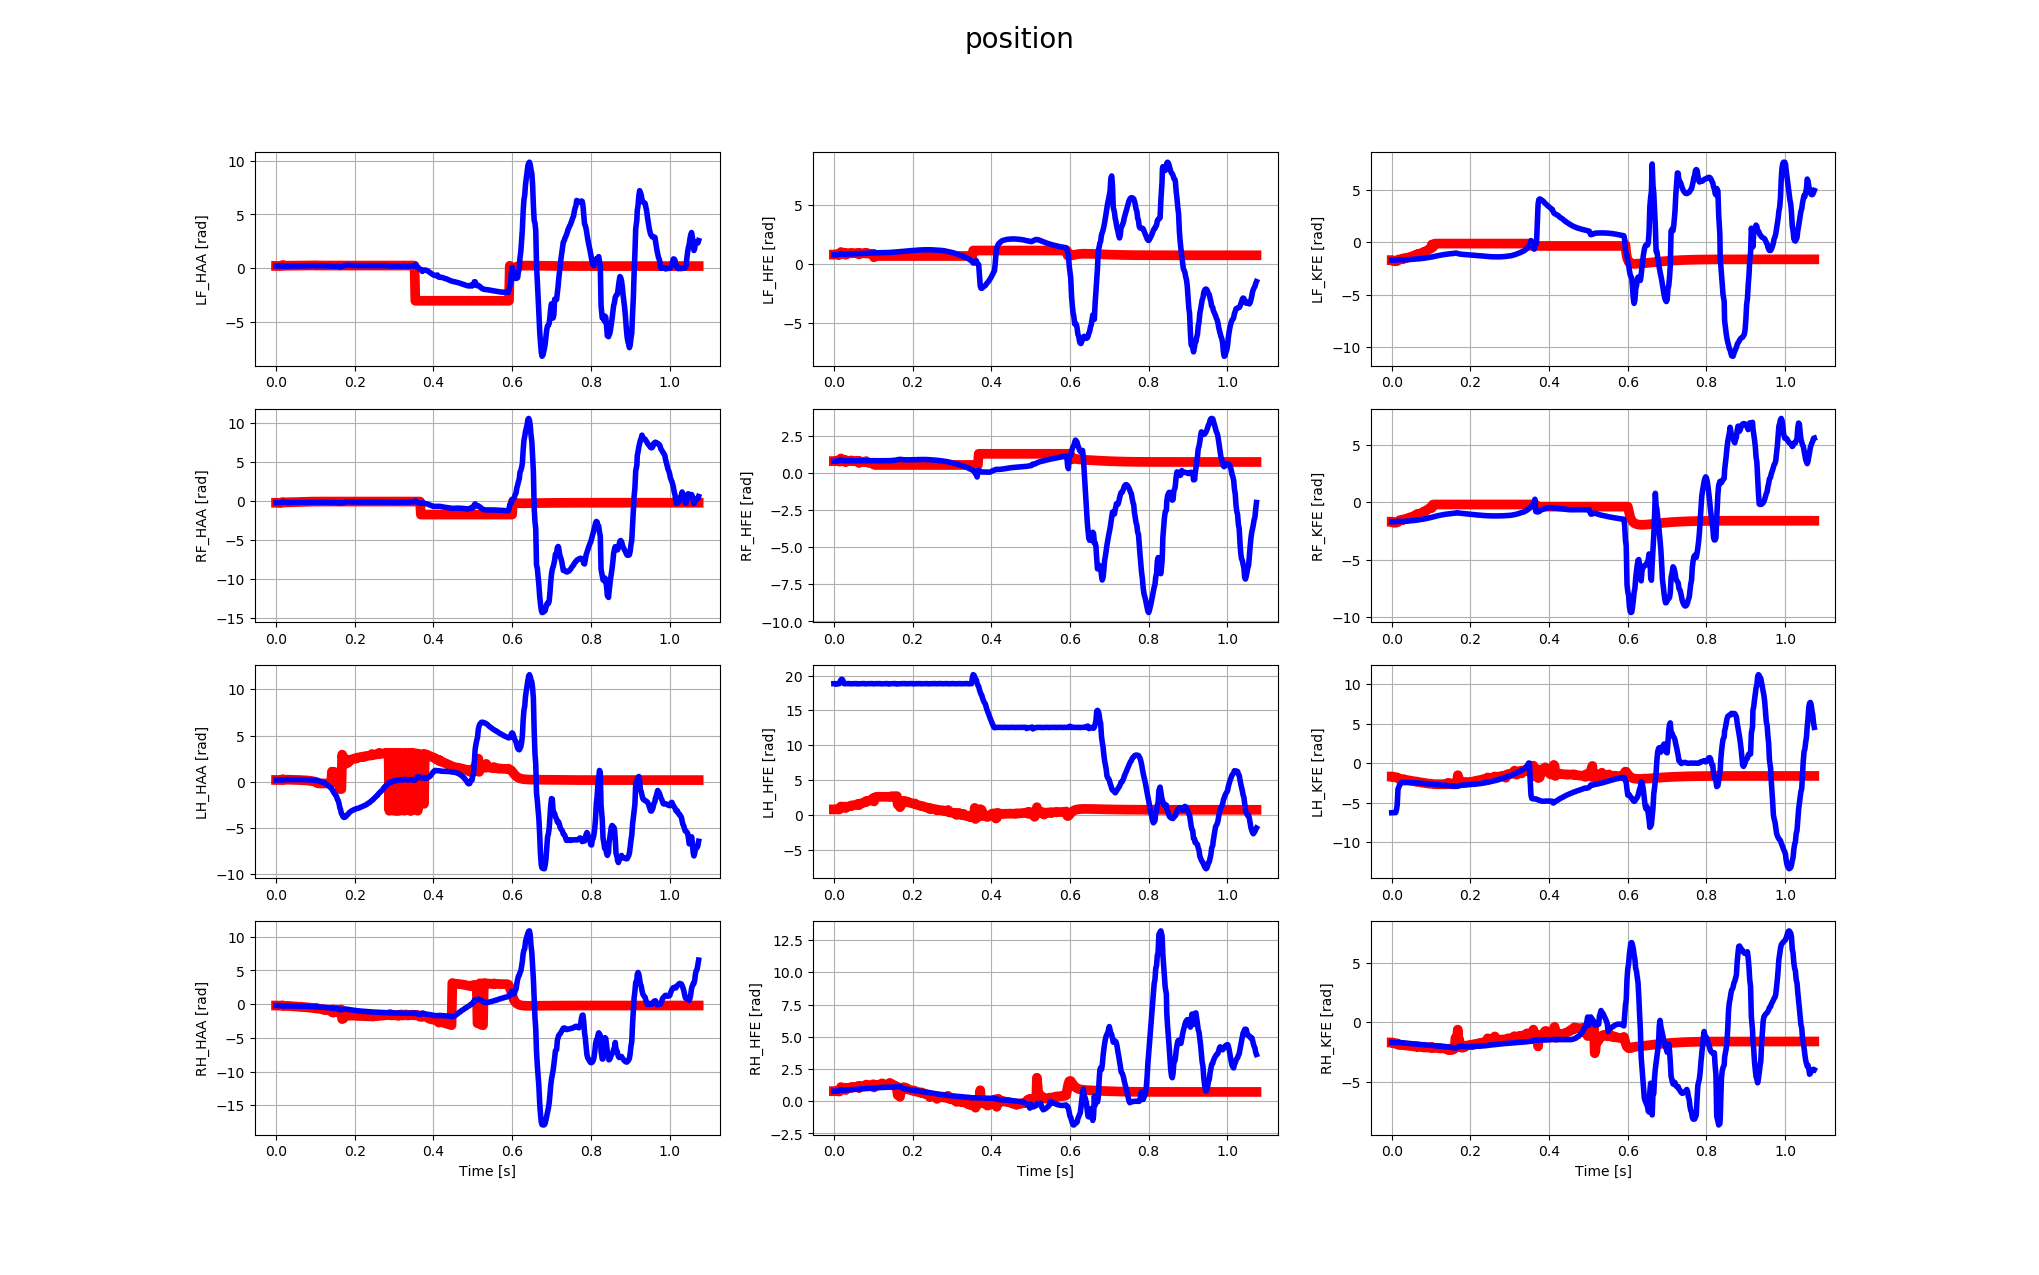 position
LF_HAA [rad]
10
5
0
−5
0.0 0.2 0.4 0.6 0.8 1.0
LF_HFE [rad]
5
0
−5
0.0 0.2 0.4 0.6 0.8 1.0
LF_KFE [rad]
5
0
−5
−10
0.0 0.2 0.4 0.6 0.8 1.0
RF_HAA [rad]
10
5
0
−5
−10
−15
0.0 0.2 0.4 0.6 0.8 1.0
RF_HFE [rad]
2.5
0.0
−2.5
−5.0
−7.5
−10.0
0.0 0.2 0.4 0.6 0.8 1.0
RF_KFE [rad]
5
0
−5
−10
0.0 0.2 0.4 0.6 0.8 1.0
LH_HAA [rad]
10
5
0
−5
−10
0.0 0.2 0.4 0.6 0.8 1.0
LH_HFE [rad]
20
15
10
5
0
−5
0.0 0.2 0.4 0.6 0.8 1.0
LH_KFE [rad]
10
5
0
−5
−10
0.0 0.2 0.4 0.6 0.8 1.0
RH_HAA [rad]
10
5
0
−5
−10
−15
0.0 0.2 0.4 0.6 0.8 1.0
Time [s]
RH_HFE [rad]
12.5
10.0
7.5
5.0
2.5
0.0
−2.5
0.0 0.2 0.4 0.6 0.8 1.0
Time [s]
RH_KFE [rad]
5
0
−5
0.0 0.2 0.4 0.6 0.8 1.0
Time [s]